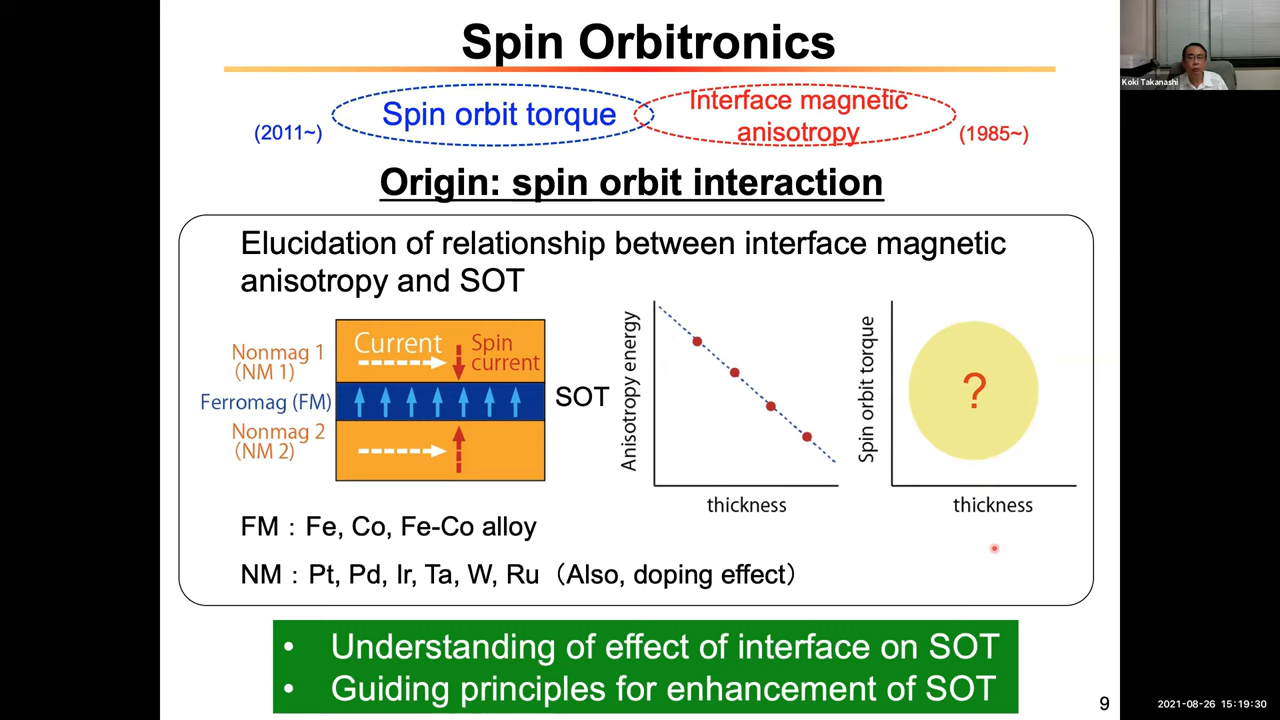 Spin Orbitronics
Koki Takanashi
Spin orbit torque
(2011~)
Interface magnetic
anisotropy
(1985~)
Origin: spin orbit interaction
Elucidation of relationship between interface magnetic
anisotropy and SOT
Nonmag 1
(NM 1)
Ferromag (FM)
Nonmag 2
(NM 2)
Current
Spin
current
SOT
Anisotropy energy
thickness
Spin orbit torque
?
thickness
FM：Fe, Co, Fe-Co alloy
NM：Pt, Pd, Ir, Ta, W, Ru（Also, doping effect）
• Understanding of effect of interface on SOT
• Guiding principles for enhancement of SOT
9
2021-08-26 15:19:30